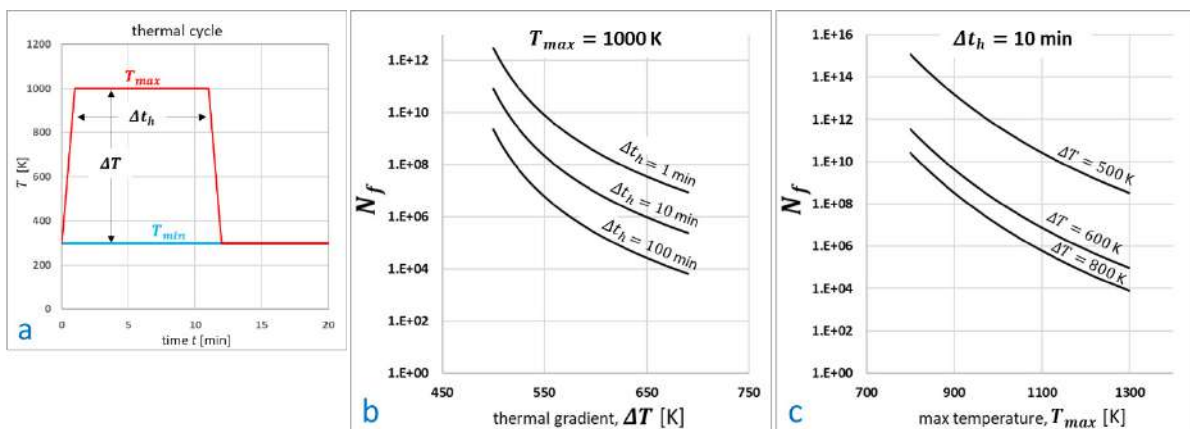 thermal cycle
1200
1000
800
600
400
200
0
T [K]
T_max
Δt_h
ΔT
T_min
0 5 10 15 20
time t [min]
a
T_max = 1000 K
1.E+12
1.E+10
1.E+08
1.E+06
1.E+04
1.E+02
1.E+00
N_f
Δt_h = 1 min
Δt_h = 10 min
Δt_h = 100 min
450 550 650 750
thermal gradient, ΔT [K]
b
Δt_h = 10 min
1.E+16
1.E+14
1.E+12
1.E+10
1.E+08
1.E+06
1.E+04
1.E+02
1.E+00
N_f
ΔT = 500 K
ΔT = 600 K
ΔT = 800 K
700 900 1100 1300
max temperature, T_max [K]
c